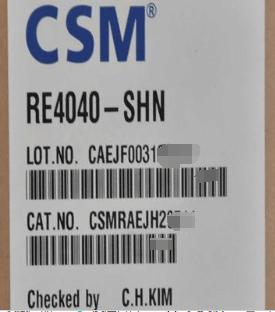 CSM®
RE4040-SHN
LOT.NO. CAEJF0031
CAT.NO. CSMRAEJH2
Checked by C.H.KIM